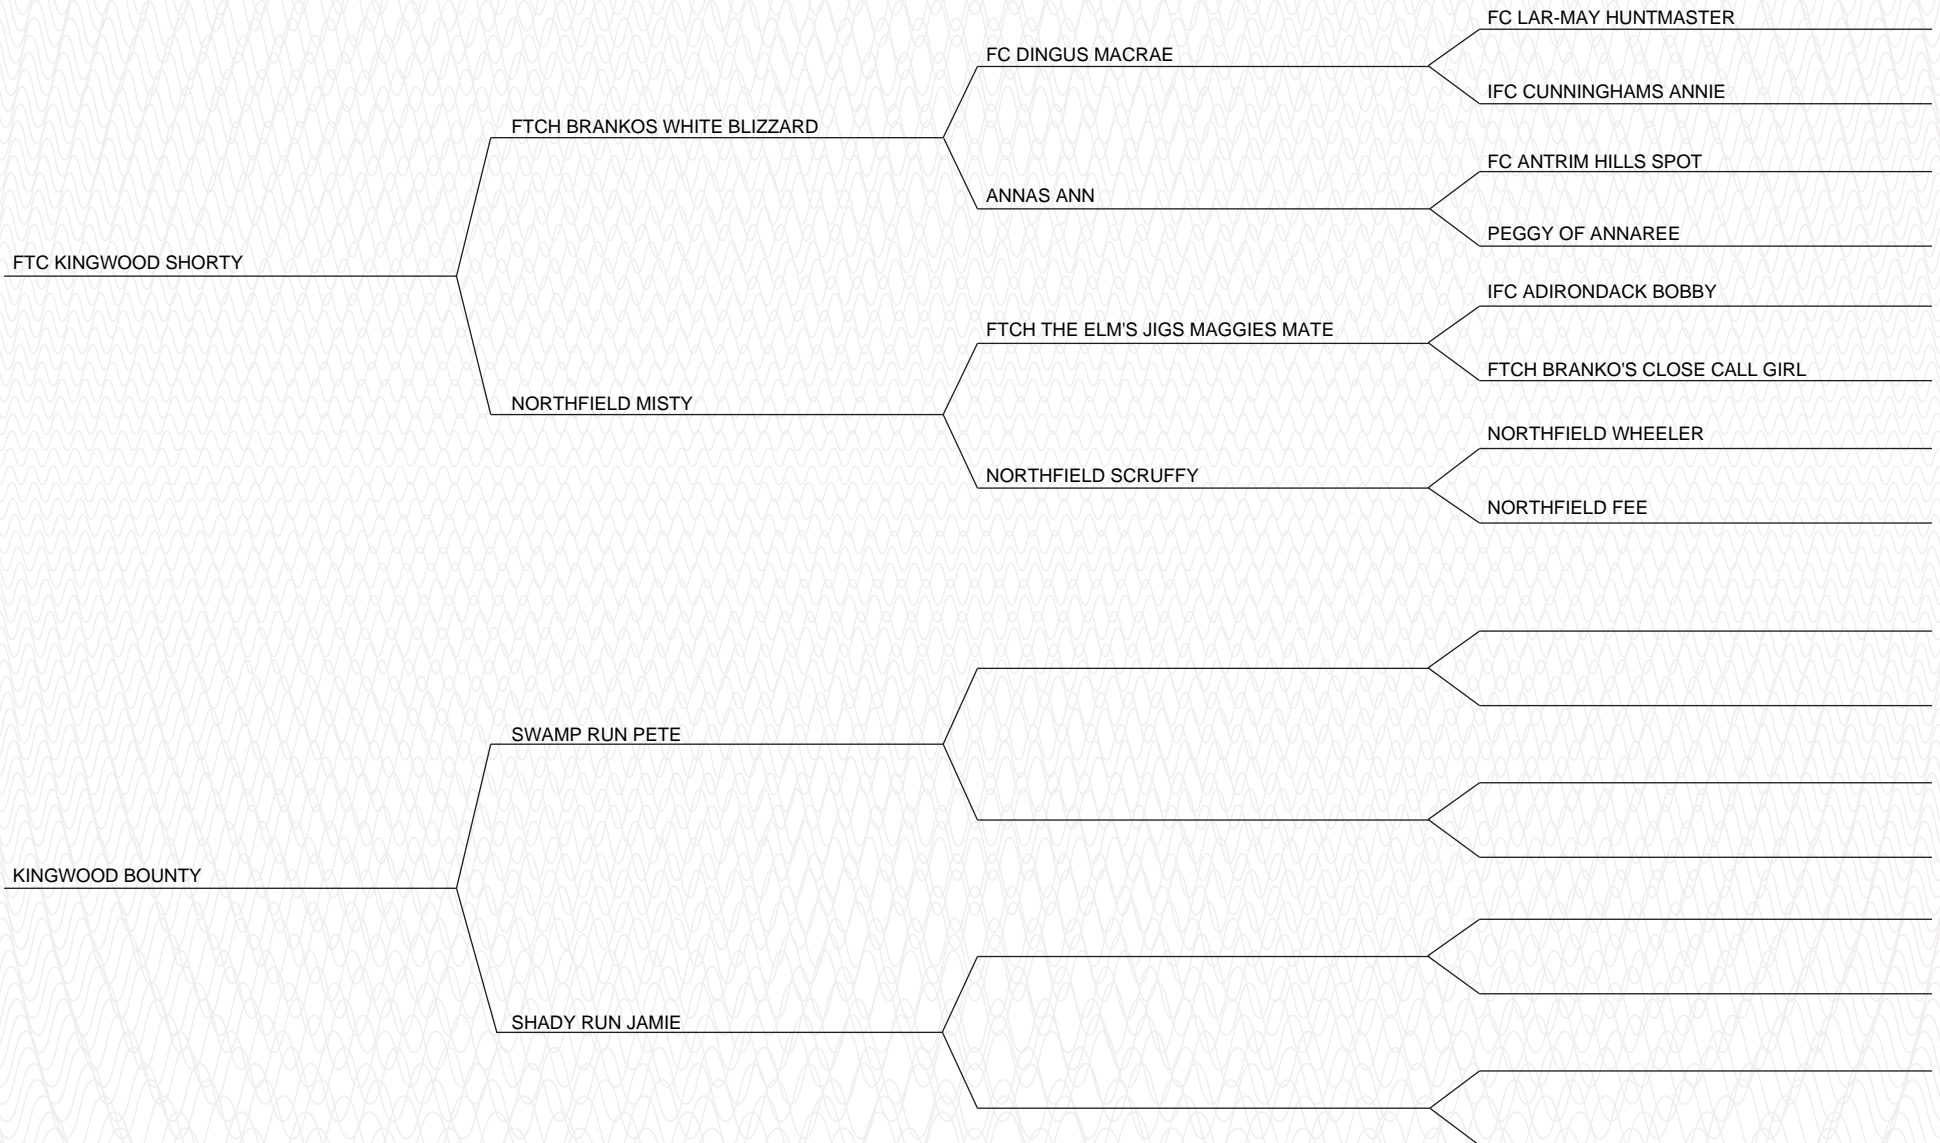 FC LAR-MAY HUNTMASTER
FC DINGUS MACRAE
IFC CUNNINGHAMS ANNIE
FTCH BRANKOS WHITE BLIZZARD
FC ANTRIM HILLS SPOT
ANNAS ANN
PEGGY OF ANNAREE
FTC KINGWOOD SHORTY
IFC ADIRONDACK BOBBY
FTCH THE ELM'S JIGS MAGGIES MATE
FTCH BRANKO'S CLOSE CALL GIRL
NORTHFIELD MISTY
NORTHFIELD WHEELER
NORTHFIELD SCRUFFY
NORTHFIELD FEE
SWAMP RUN PETE
KINGWOOD BOUNTY
SHADY RUN JAMIE